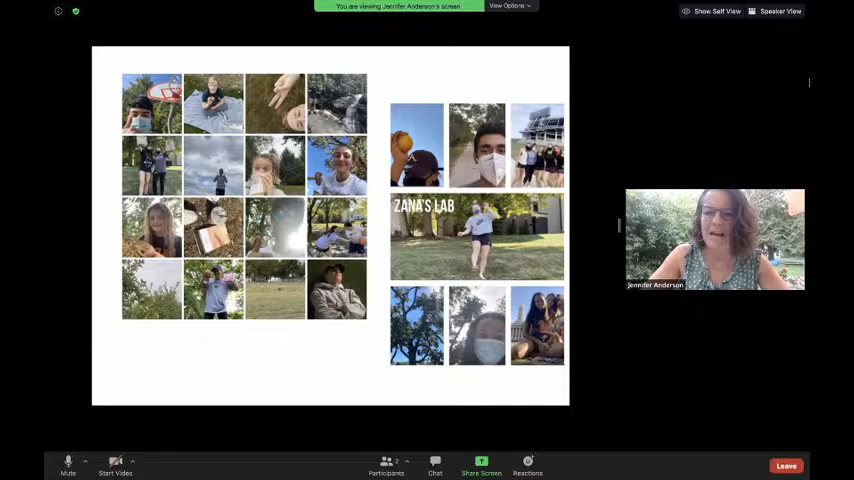 You are viewing Jennifer Anderson's screen
View Options
Show Self View
Speaker View
ZANA'S LAB
Jennifer Anderson
Mute
Start Video
Participants
2
Chat
Share Screen
Reactions
Leave